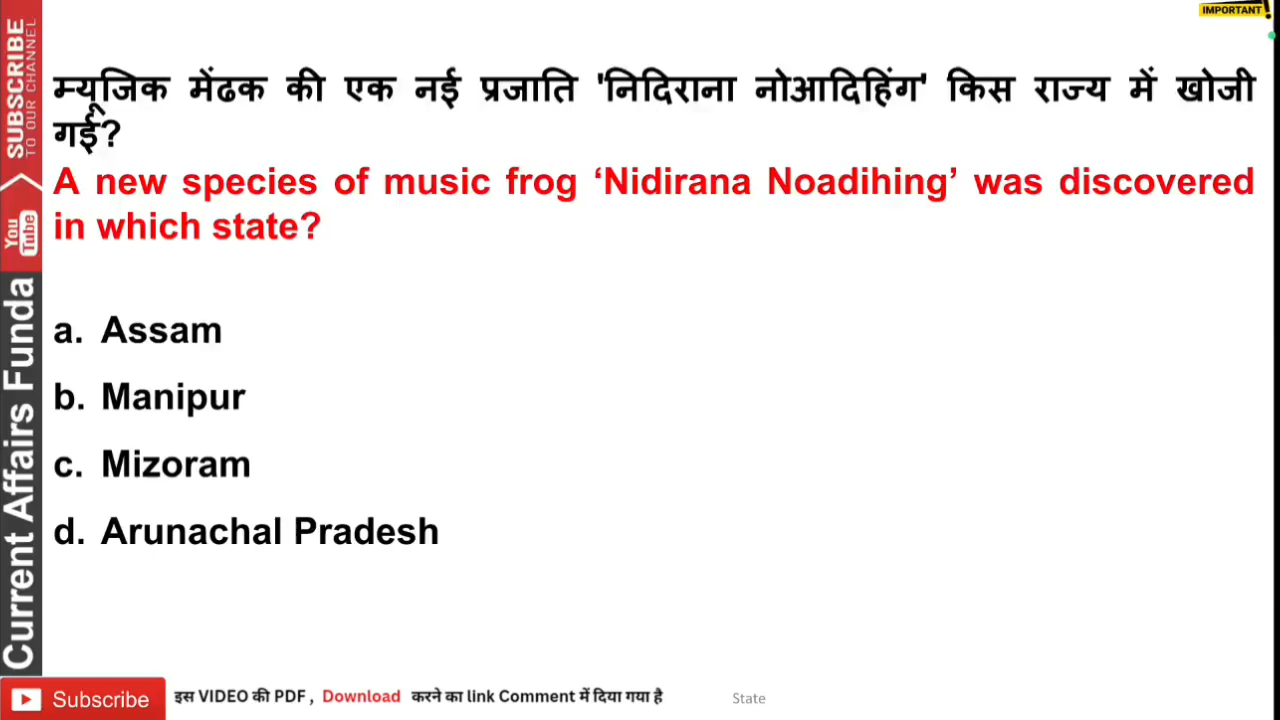 IMPORTANT!
म्यूजिक मेंढक की एक नई प्रजाति 'निदिराना नोआदिहिंग' किस राज्य में खोजी
गई?
A new species of music frog ‘Nidirana Noadihing’ was discovered
in which state?
a. Assam
b. Manipur
c. Mizoram
d. Arunachal Pradesh
SUBSCRIBE
TO OUR CHANNEL
You
Tube
Current Affairs Funda
Subscribe इस VIDEO की PDF , Download करने का link Comment में दिया गया है State